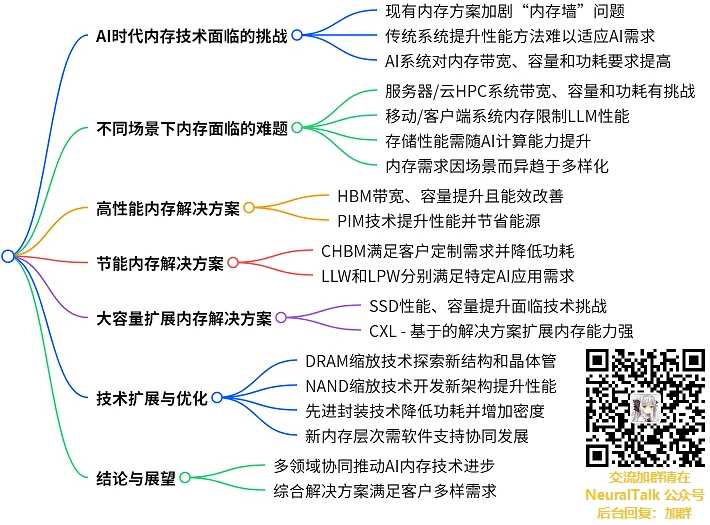 AI时代内存技术面临的挑战
现有内存方案加剧“内存墙”问题
传统系统提升性能方法难以适应AI需求
AI系统对内存带宽、容量和功耗要求提高
不同场景下内存面临的难题
服务器/云HPC系统带宽、容量和功耗有挑战
移动/客户端系统内存限制LLM性能
存储性能需随AI计算能力提升
内存需求因场景而异趋于多样化
高性能内存解决方案
HBM带宽、容量提升且能效改善
PIM技术提升性能并节省能源
节能内存解决方案
CHBM满足客户定制需求并降低功耗
LLW和LPW分别满足特定AI应用需求
大容量扩展内存解决方案
SSD性能、容量提升面临技术挑战
CXL - 基于的解决方案扩展内存能力强
技术扩展与优化
DRAM缩放技术探索新结构和晶体管
NAND缩放技术开发新架构提升性能
先进封装技术降低功耗并增加密度
新内存层次需软件支持协同发展
结论与展望
多领域协同推动AI内存技术进步
综合解决方案满足客户多样需求
交流加群请在
NeuralTalk 公众号
后台回复：加群